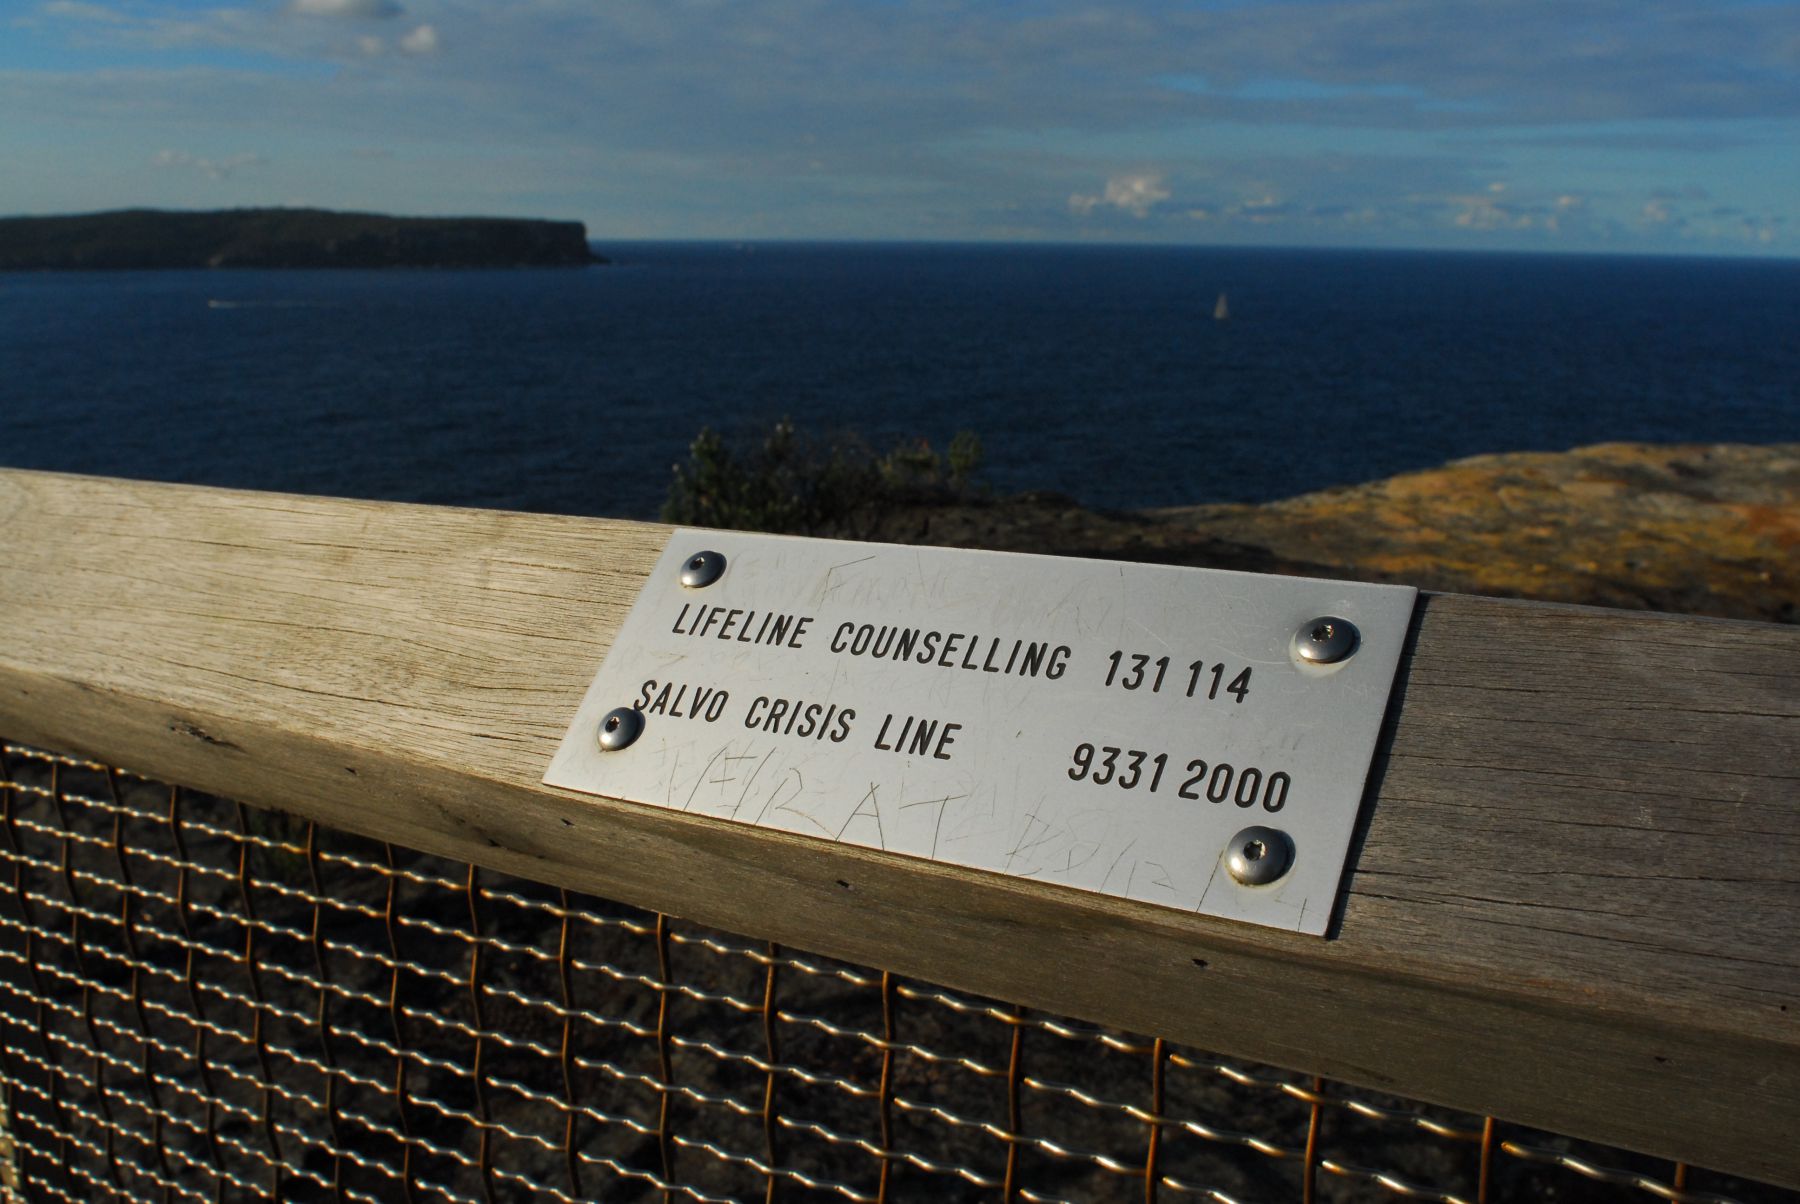 LIFELINE COUNSELLING 131 114
SALVO CRISIS LINE 9331 2000